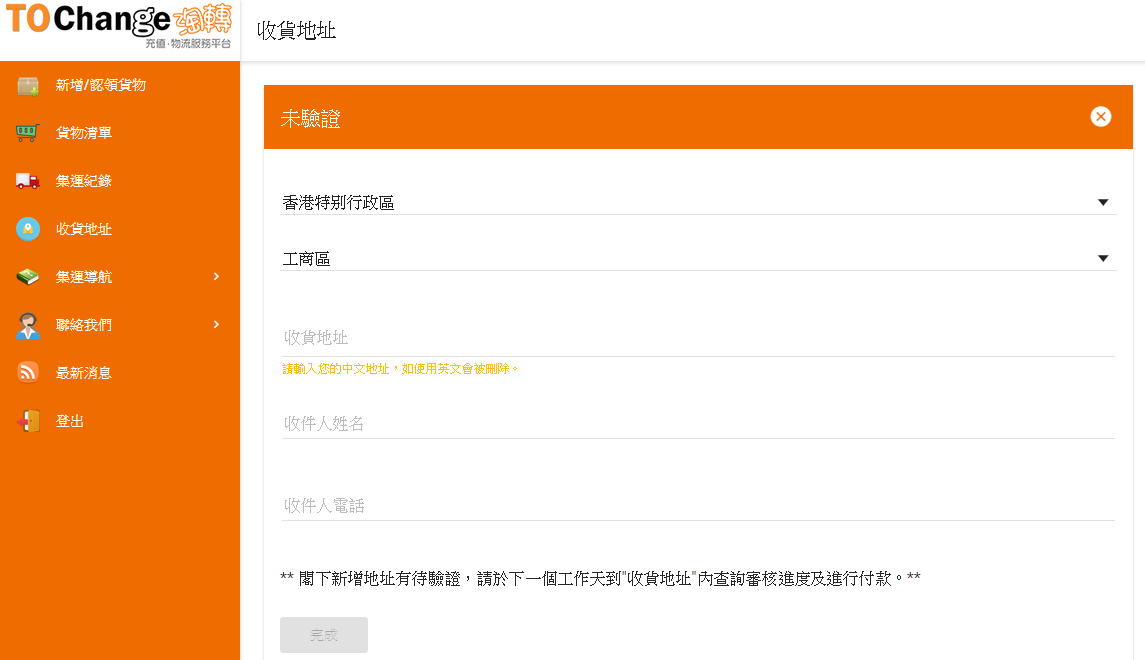 TO Change 途轉
充值·物流服務平台
收貨地址
新增/認領貨物
貨物清單
集運紀錄
收貨地址
集運導航
聯絡我們
最新消息
登出
未驗證
香港特別行政區
工商區
收貨地址
請輸入您的中文地址，如使用英文會被刪除。
收件人姓名
收件人電話
** 閣下新增地址有待驗證，請於下一個工作天到"收貨地址"內查詢審核進度及進行付款。**
完成